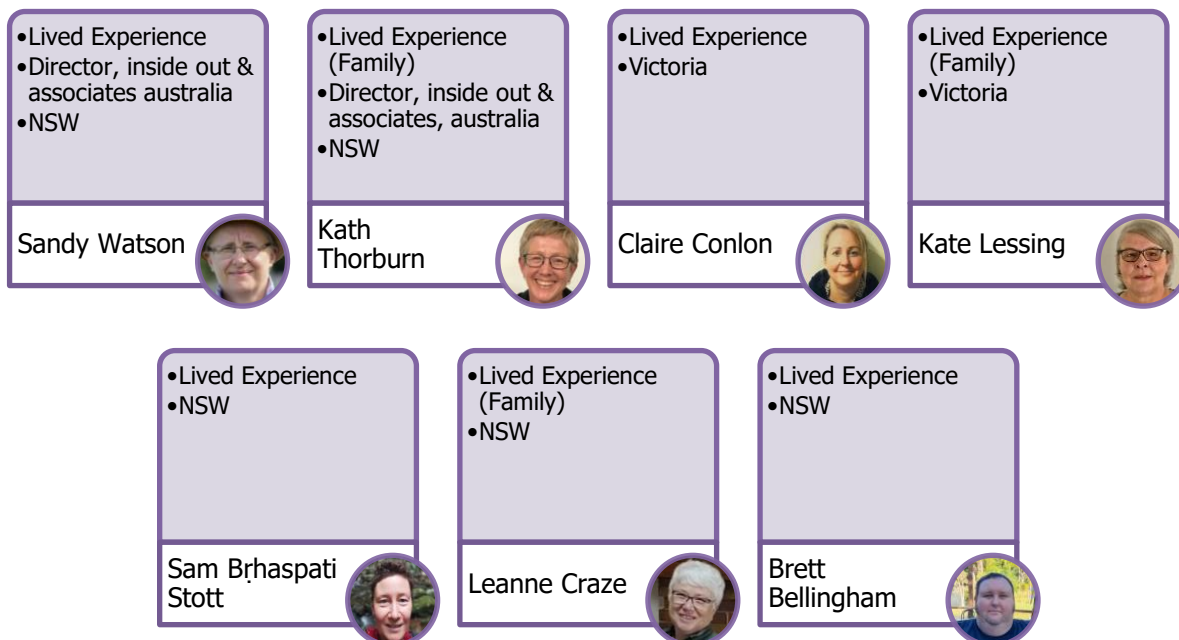 •Lived Experience
•Director, inside out &
associates australia
•NSW
Sandy Watson
•Lived Experience
(Family)
•Director, inside out &
associates, australia
•NSW
Kath
Thorburn
•Lived Experience
•Victoria
Claire Conlon
•Lived Experience
(Family)
•Victoria
Kate Lessing
•Lived Experience
•NSW
Sam Bṛhaspati
Stott
•Lived Experience
(Family)
•NSW
Leanne Craze
•Lived Experience
•NSW
Brett
Bellingham